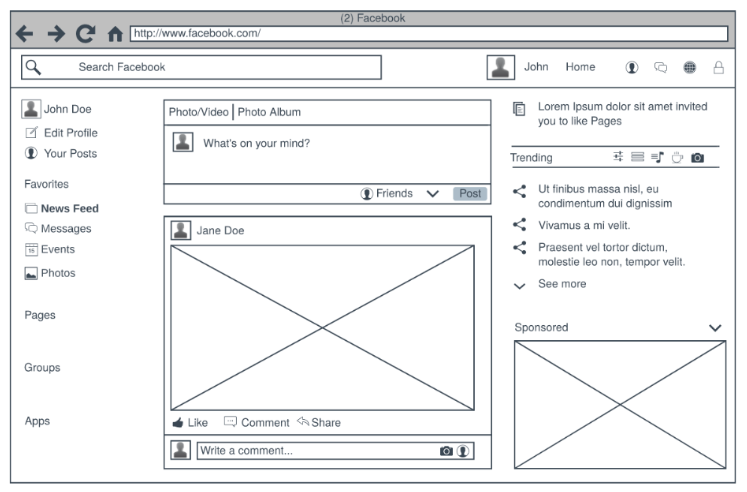 (2) Facebook
http://www.facebook.com/
Search Facebook
John Home
John Doe
Edit Profile
Your Posts
Favorites
News Feed
Messages
15 Events
Photos
Pages
Groups
Apps
Photo/Video Photo Album
What's on your mind?
Friends Post
Jane Doe
Like Comment Share
Write a comment...
Lorem Ipsum dolor sit amet invited
you to like Pages
Trending
Ut finibus massa nisl, eu
condimentum dui dignissim
Vivamus a mi velit.
Praesent vel tortor dictum,
molestie leo non, tempor velit.
See more
Sponsored